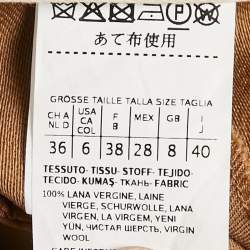 あて布使用
GRÖSSE TAILLE TALLA SIZE TAGLIA
CH A NL D
USA CA COL
F B
MEX
GB
I J
36 6 38 28 8 40
TESSUTO-TISSU-STOFF-TEJIDO-
TECIDO-KUMAŞ-ТКАНЬ-FABRIC
100% LANA VERGINE, LAINE
VIERGE, SCHURWOLLE, LANA
VIRGEN, LA VIRGEM, YENI
YÜN, ЧИСТАЯ ШЕРСТЬ, VIRGIN
WOOL